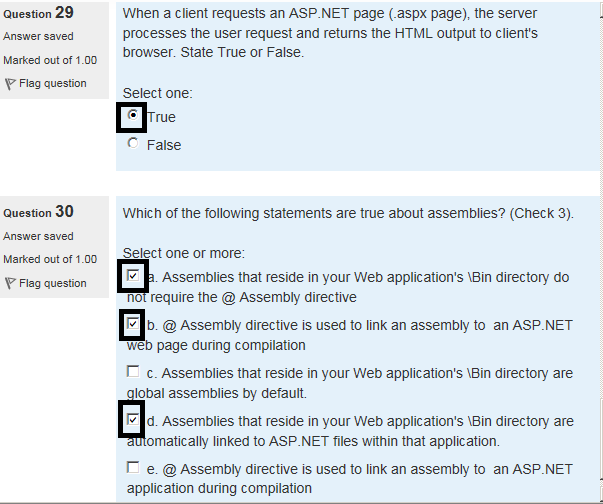 Question 29
Answer saved
Marked out of 1.00
Flag question
When a client requests an ASP.NET page (.aspx page), the server
processes the user request and returns the HTML output to client's
browser. State True or False.
Select one:
True
False
Question 30
Answer saved
Marked out of 1.00
Flag question
Which of the following statements are true about assemblies? (Check 3).
Select one or more:
a. Assemblies that reside in your Web application's \Bin directory do
not require the @ Assembly directive
b. @ Assembly directive is used to link an assembly to an ASP.NET
web page during compilation
c. Assemblies that reside in your Web application's \Bin directory are
global assemblies by default.
d. Assemblies that reside in your Web application's \Bin directory are
automatically linked to ASP.NET files within that application.
e. @ Assembly directive is used to link an assembly to an ASP.NET
application during compilation